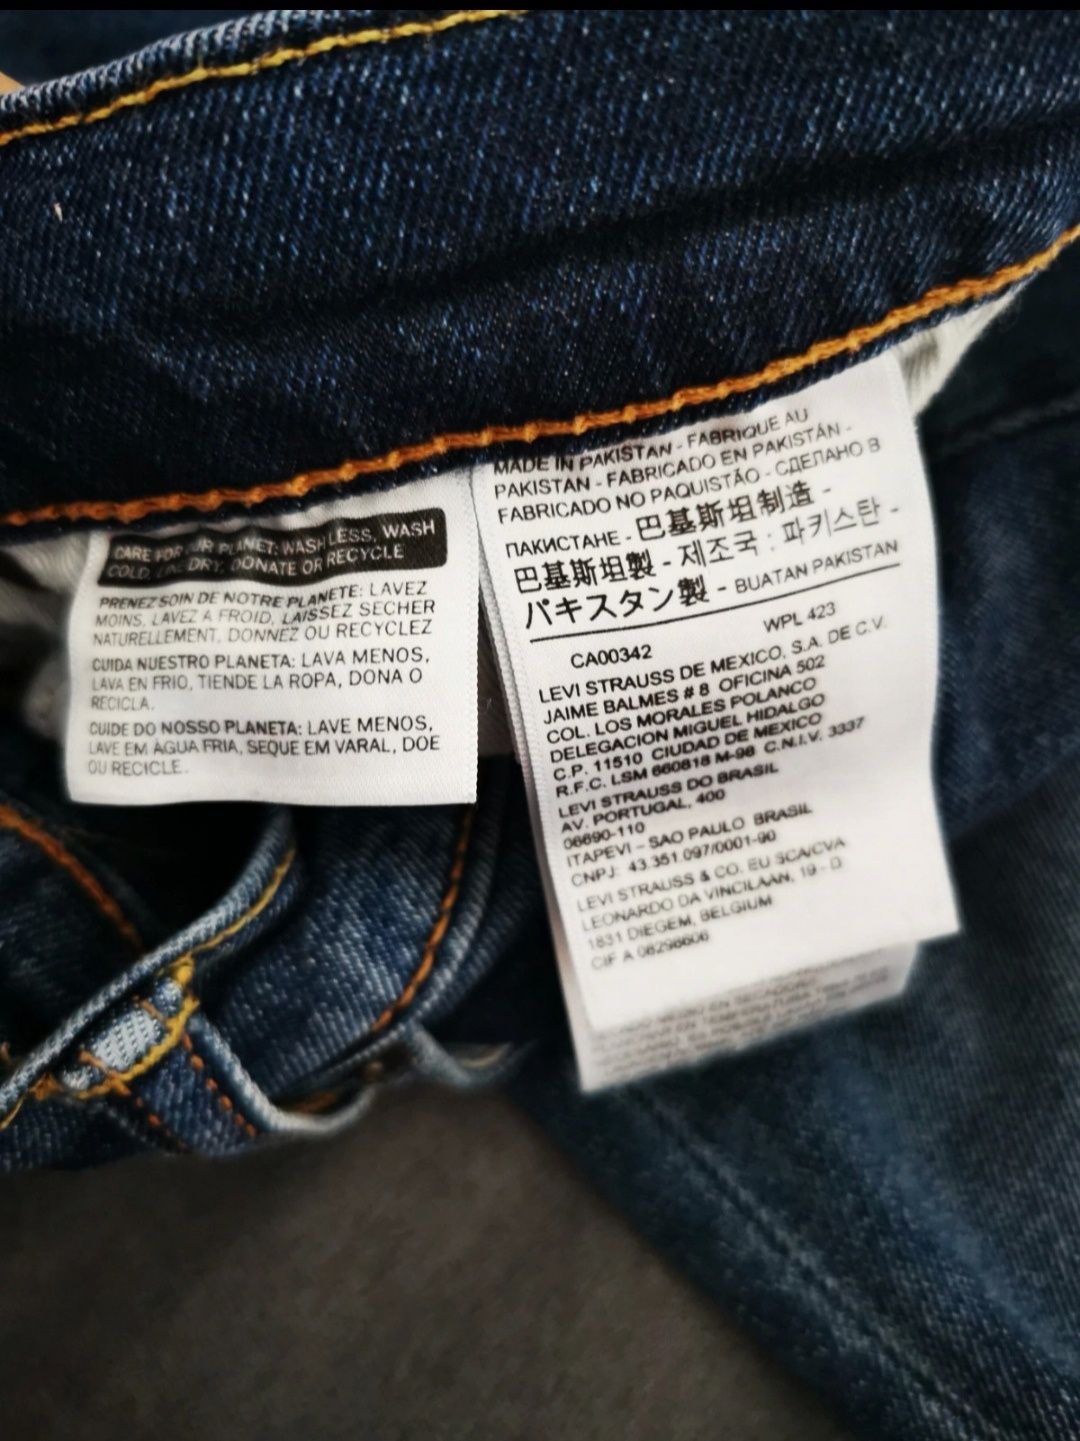 CARE FOR OUR PLANET: WASH LESS, WASH
COLD, LINE DRY, DONATE OR RECYCLE
PRENEZ SOIN DE NOTRE PLANETE: LAVEZ
MOINS, LAVEZ A FROID, LAISSEZ SECHER
NATURELLEMENT, DONNEZ OU RECYCLEZ
CUIDA NUESTRO PLANETA: LAVA MENOS,
LAVA EN FRIO, TIENDE LA ROPA, DONA O
RECICLA.
CUIDE DO NOSSO PLANETA: LAVE MENOS,
LAVE EM ÁGUA FRIA, SEQUE EM VARAL, DOE
OU RECICLE.
MADE IN PAKISTAN - FABRIQUE AU
PAKISTAN - FABRICADO EN PAKISTÁN -
FABRICADO NO PAQUISTÃO - СДЕЛАНО В
ПАКИСТАНЕ - 巴基斯坦制造 -
巴基斯坦製 - 제조국 : 파키스탄 -
パキスタン製 - BUATAN PAKISTAN
WPL 423
CA00342
LEVI STRAUSS DE MEXICO, S.A. DE C.V.
JAIME BALMES # 8 OFICINA 502
COL. LOS MORALES POLANCO
DELEGACION MIGUEL HIDALGO
C.P. 11510 CIUDAD DE MEXICO
R.F.C. LSM 660818 M-98 C.N.I.V. 3337
LEVI STRAUSS DO BRASIL
AV. PORTUGAL, 400
06690-110
ITAPEVI – SAO PAULO BRASIL
CNPJ: 43.351.097/0001-90
LEVI STRAUSS & CO. EU SCA/CVA
LEONARDO DA VINCILAAN, 19 - D
1831 DIEGEM, BELGIUM
CIF A 08298606